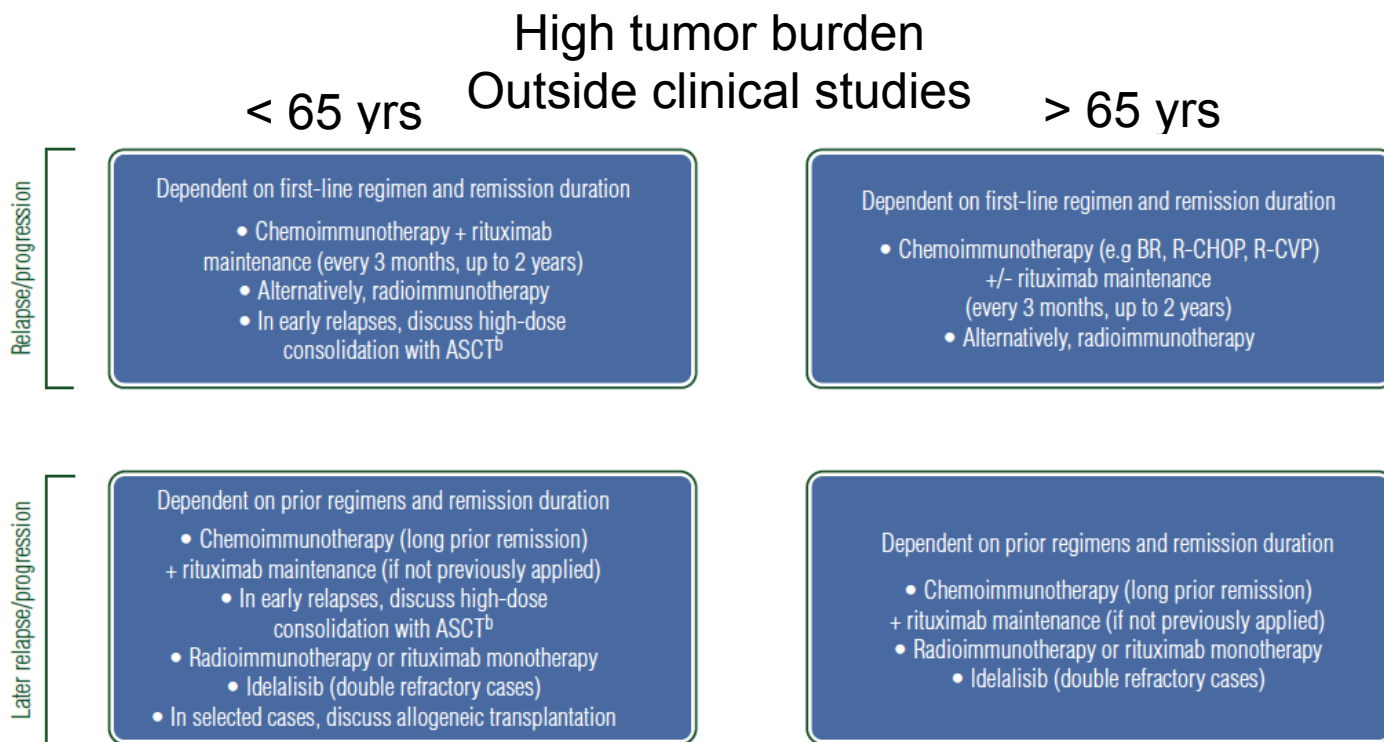 High tumor burden
Outside clinical studies
< 65 yrs
> 65 yrs
Relapse/progression
Dependent on first-line regimen and remission duration
• Chemoimmunotherapy + rituximab
maintenance (every 3 months, up to 2 years)
• Alternatively, radioimmunotherapy
• In early relapses, discuss high-dose
consolidation with ASCTᵇ
Dependent on first-line regimen and remission duration
• Chemoimmunotherapy (e.g BR, R-CHOP, R-CVP)
+/- rituximab maintenance
(every 3 months, up to 2 years)
• Alternatively, radioimmunotherapy
Later relapse/progression
Dependent on prior regimens and remission duration
• Chemoimmunotherapy (long prior remission)
+ rituximab maintenance (if not previously applied)
• In early relapses, discuss high-dose
consolidation with ASCTᵇ
• Radioimmunotherapy or rituximab monotherapy
• Idelalisib (double refractory cases)
• In selected cases, discuss allogeneic transplantation
Dependent on prior regimens and remission duration
• Chemoimmunotherapy (long prior remission)
+ rituximab maintenance (if not previously applied)
• Radioimmunotherapy or rituximab monotherapy
• Idelalisib (double refractory cases)